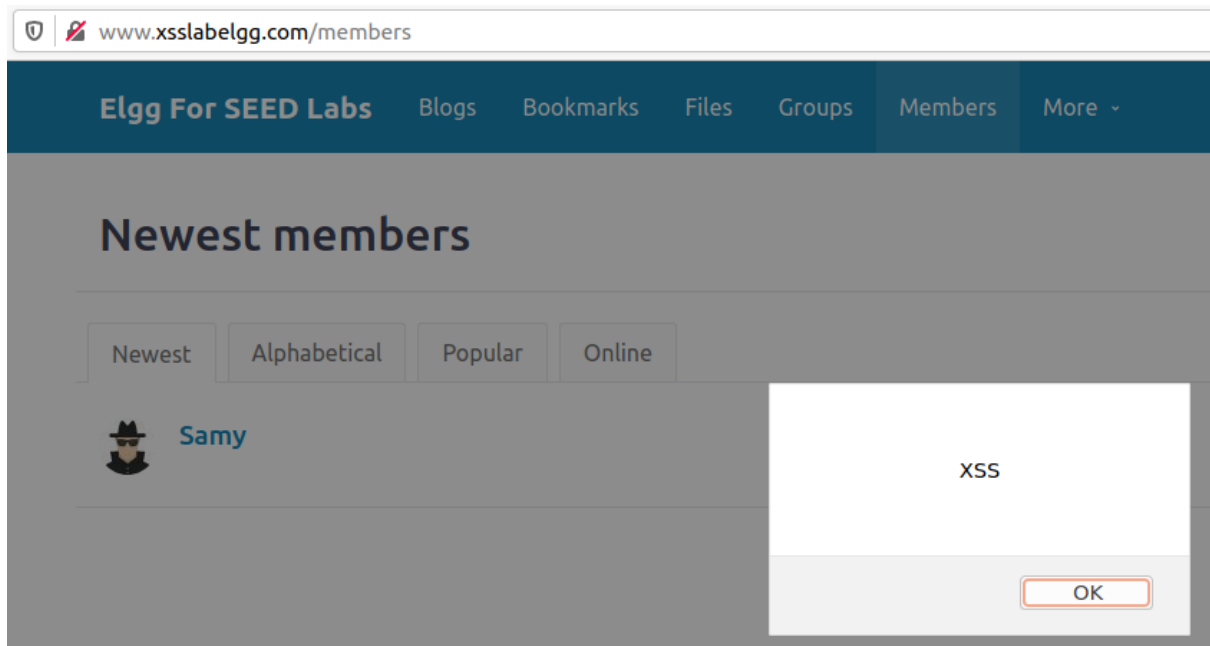 www.xsslabelgg.com/members
Elgg For SEED Labs Blogs Bookmarks Files Groups Members More
Newest members
Newest Alphabetical Popular Online
Samy
XSS
OK